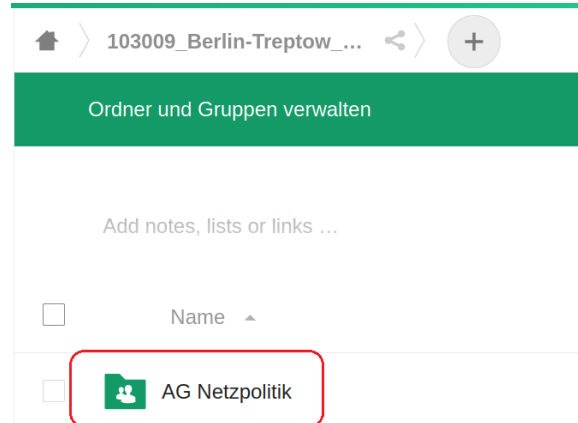 103009_Berlin-Treptow_...
+
Ordner und Gruppen verwalten
Add notes, lists or links ...
Name
AG Netzpolitik